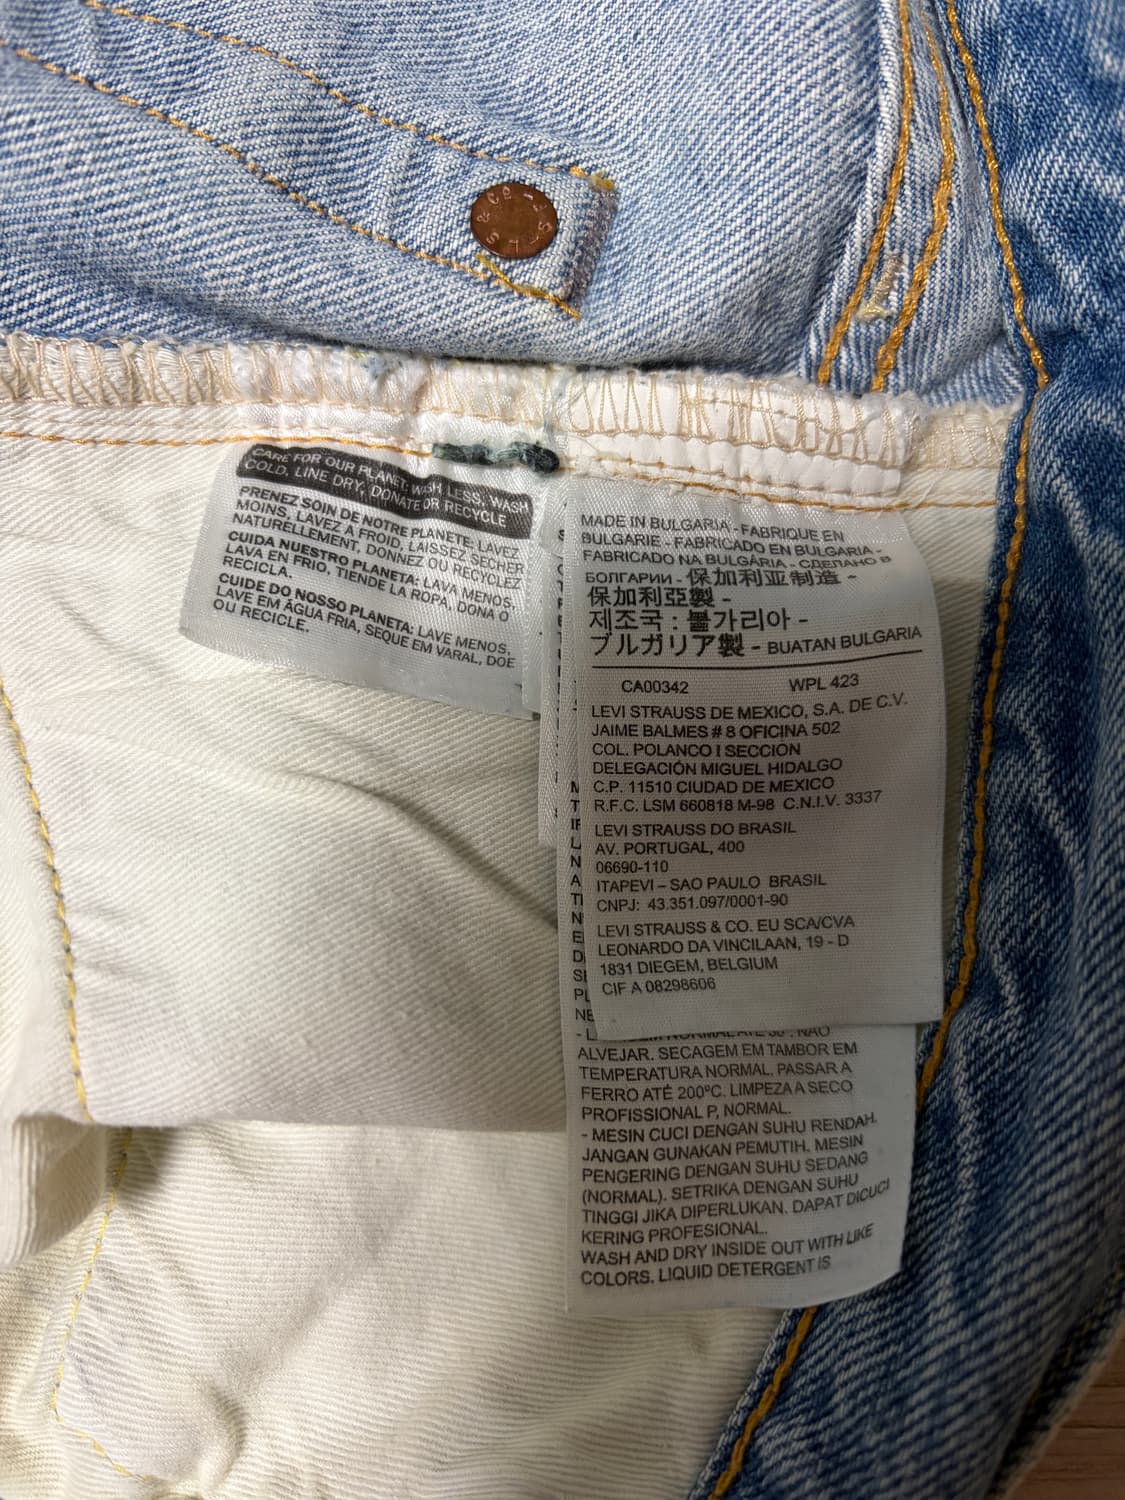 L S & CO - L S
CARE FOR OUR PLANET: WASH LESS, WASH
COLD, LINE DRY, DONATE OR RECYCLE
PRENEZ SOIN DE NOTRE PLANÈTE: LAVEZ
MOINS, LAVEZ A FROID, LAISSEZ SÉCHER
NATURELLEMENT, DONNEZ OU RECYCLEZ
CUIDA NUESTRO PLANETA: LAVA MENOS,
LAVA EN FRIO, TIENDE LA ROPA, DONA O
RECICLA.
CUIDE DO NOSSO PLANETA: LAVE MENOS,
LAVE EM ÁGUA FRIA, SEQUE EM VARAL, DOE
OU RECICLE.
MADE IN BULGARIA - FABRIQUE EN
BULGARIE - FABRICADO EN BULGARIA -
FABRICADO NA BULGÁRIA - СДЕЛАНО В
БОЛГАРИИ - 保加利亚制造 -
保加利亞製 -
제조국 : 불가리아 -
ブルガリア製 - BUATAN BULGARIA
CA00342 WPL 423
LEVI STRAUSS DE MEXICO, S.A. DE C.V.
JAIME BALMES # 8 OFICINA 502
COL. POLANCO I SECCIÓN
DELEGACIÓN MIGUEL HIDALGO
C.P. 11510 CIUDAD DE MEXICO
R.F.C. LSM 660818 M-98 C.N.I.V. 3337
LEVI STRAUSS DO BRASIL
AV. PORTUGAL, 400
06690-110
ITAPEVI – SAO PAULO BRASIL
CNPJ: 43.351.097/0001-90
LEVI STRAUSS & CO. EU SCA/CVA
LEONARDO DA VINCILAAN, 19 - D
1831 DIEGEM, BELGIUM
CIF A 08298606
NORMAL ATÉ 30°. NÃO
ALVEJAR. SECAGEM EM TAMBOR EM
TEMPERATURA NORMAL. PASSAR A
FERRO ATÉ 200ºC. LIMPEZA A SECO
PROFISSIONAL P, NORMAL.
- MESIN CUCI DENGAN SUHU RENDAH.
JANGAN GUNAKAN PEMUTIH. MESIN
PENGERING DENGAN SUHU SEDANG
(NORMAL). SETRIKA DENGAN SUHU
TINGGI JIKA DIPERLUKAN. DAPAT DICUCI
KERING PROFESIONAL.
WASH AND DRY INSIDE OUT WITH LIKE
COLORS. LIQUID DETERGENT IS